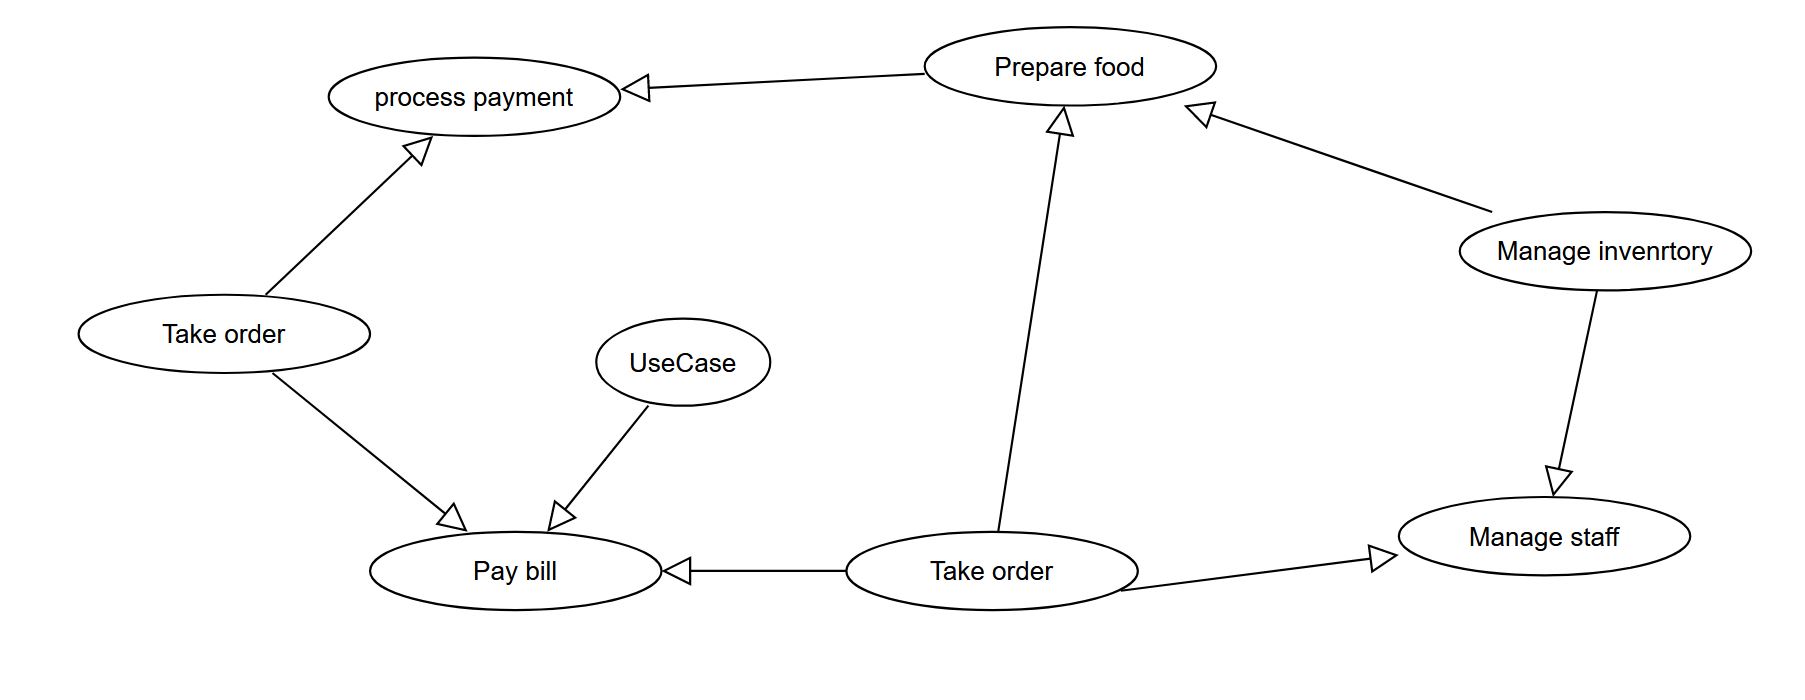 Prepare food
process payment
Manage invenrtory
Take order
UseCase
Manage staff
Pay bill
Take order